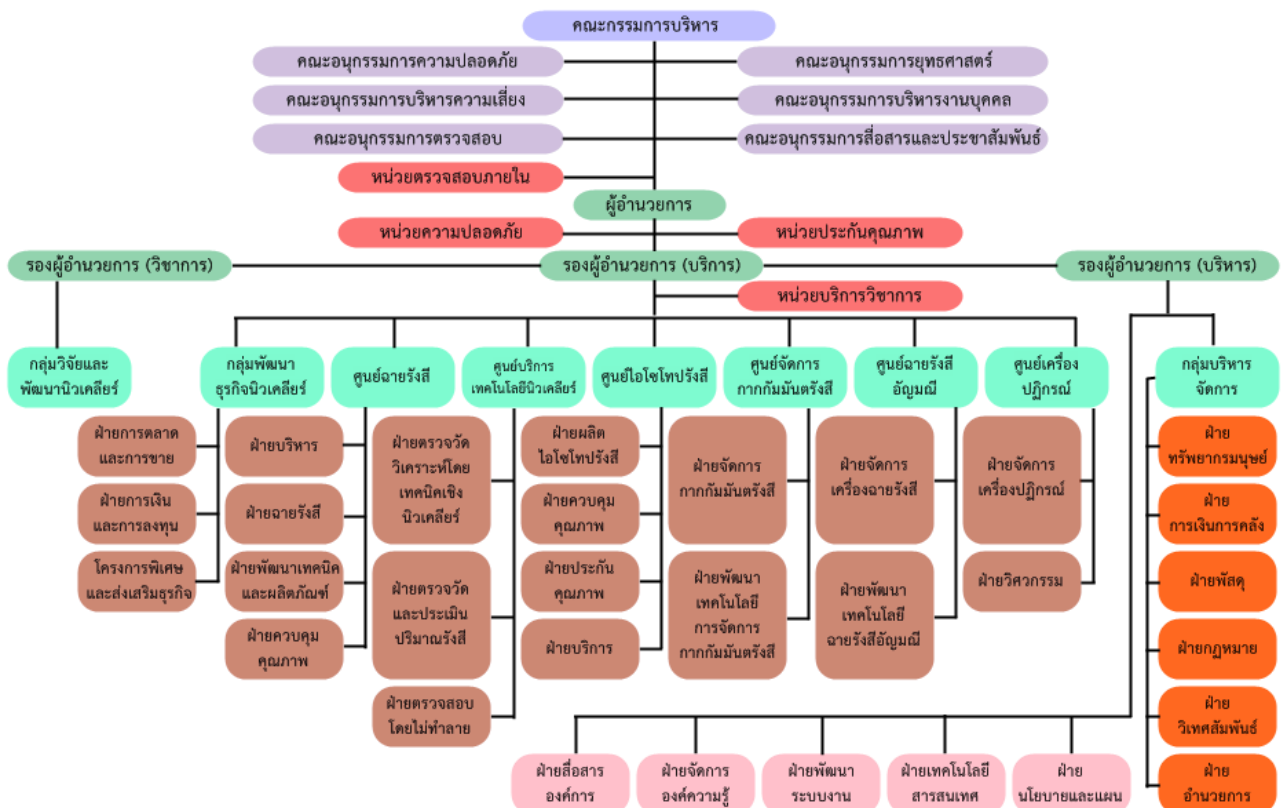 คณะกรรมการบริหาร
คณะอนุกรรมการความปลอดภัย
คณะอนุกรรมการยุทธศาสตร์
คณะอนุกรรมการบริหารความเสี่ยง
คณะอนุกรรมการบริหารงานบุคคล
คณะอนุกรรมการตรวจสอบ
คณะอนุกรรมการสื่อสารและประชาสัมพันธ์
หน่วยตรวจสอบภายใน
ผู้อำนวยการ
หน่วยความปลอดภัย
หน่วยประกันคุณภาพ
รองผู้อำนวยการ (วิชาการ)
รองผู้อำนวยการ (บริการ)
รองผู้อำนวยการ (บริหาร)
หน่วยบริการวิชาการ
กลุ่มวิจัยและ
พัฒนานิวเคลียร์
กลุ่มพัฒนา
ธุรกิจนิวเคลียร์
ศูนย์ฉายรังสี
ศูนย์บริการ
เทคโนโลยีนิวเคลียร์
ศูนย์ไอโซโทปรังสี
ศูนย์จัดการ
กากกัมมันตรังสี
ศูนย์ฉายรังสี
อัญมณี
ศูนย์เครื่อง
ปฏิกรณ์
กลุ่มบริหาร
จัดการ
ฝ่ายการตลาด
และการขาย
ฝ่ายการเงิน
และการลงทุน
โครงการพิเศษ
และส่งเสริมธุรกิจ
ฝ่ายบริหาร
ฝ่ายฉายรังสี
ฝ่ายพัฒนาเทคนิค
และผลิตภัณฑ์
ฝ่ายควบคุม
คุณภาพ
ฝ่ายตรวจวัด
วิเคราะห์โดย
เทคนิคเชิง
นิวเคลียร์
ฝ่ายตรวจวัด
และประเมิน
ปริมาณรังสี
ฝ่ายตรวจสอบ
โดยไม่ทำลาย
ฝ่ายผลิต
ไอโซโทปรังสี
ฝ่ายควบคุม
คุณภาพ
ฝ่ายประกัน
คุณภาพ
ฝ่ายบริการ
ฝ่ายจัดการ
กากกัมมันตรังสี
ฝ่ายพัฒนา
เทคโนโลยี
การจัดการ
กากกัมมันตรังสี
ฝ่ายจัดการ
เครื่องฉายรังสี
ฝ่ายพัฒนา
เทคโนโลยี
ฉายรังสีอัญมณี
ฝ่ายจัดการ
เครื่องปฏิกรณ์
ฝ่ายวิศวกรรม
ฝ่าย
ทรัพยากรมนุษย์
ฝ่าย
การเงินการคลัง
ฝ่ายพัสดุ
ฝ่ายกฎหมาย
ฝ่าย
วิเทศสัมพันธ์
ฝ่าย
อำนวยการ
ฝ่ายสื่อสาร
องค์การ
ฝ่ายจัดการ
องค์ความรู้
ฝ่ายพัฒนา
ระบบงาน
ฝ่ายเทคโนโลยี
สารสนเทศ
ฝ่าย
นโยบายและแผน